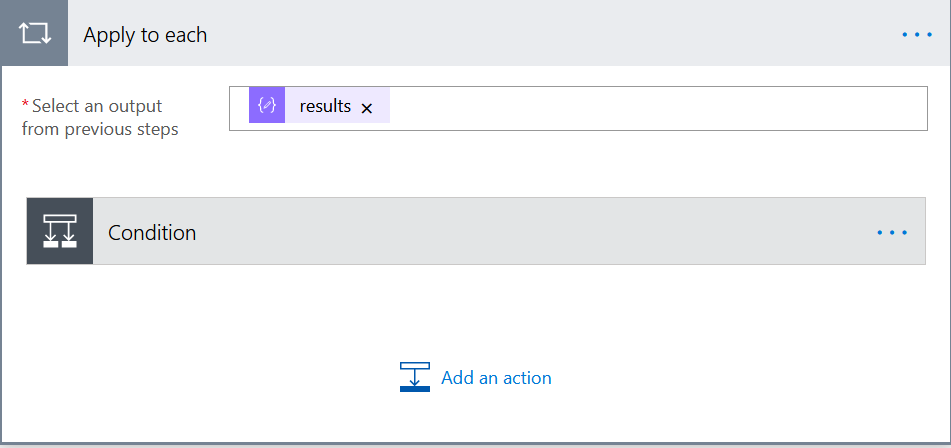 Apply to each
* Select an output
from previous steps
results
Condition
Add an action